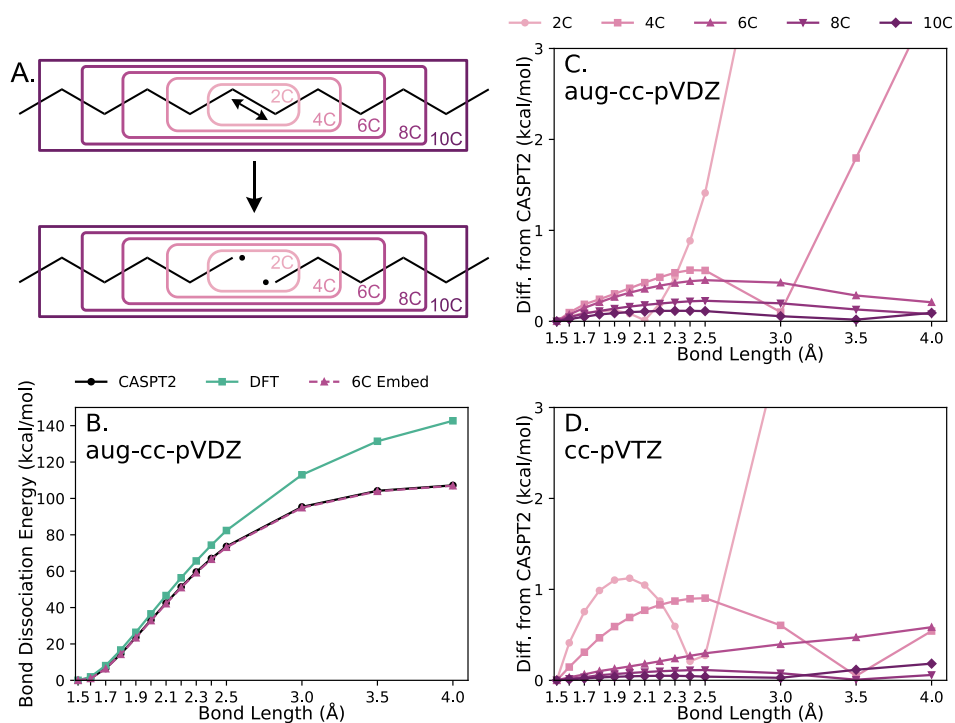 A.
2C
4C
6C
8C
10C
2C
4C
6C
8C
10C
CASPT2 DFT 6C Embed
B.
aug-cc-pVDZ
Bond Dissociation Energy (kcal/mol)
140
120
100
80
60
40
20
0
1.5 1.7 1.9 2.1 2.3 2.5 3.0 3.5 4.0
Bond Length (Å)
2C 4C 6C 8C 10C
C.
aug-cc-pVDZ
Diff. from CASPT2 (kcal/mol)
3
2
1
0
1.5 1.7 1.9 2.1 2.3 2.5 3.0 3.5 4.0
Bond Length (Å)
D.
cc-pVTZ
Diff. from CASPT2 (kcal/mol)
3
2
1
0
1.5 1.7 1.9 2.1 2.3 2.5 3.0 3.5 4.0
Bond Length (Å)